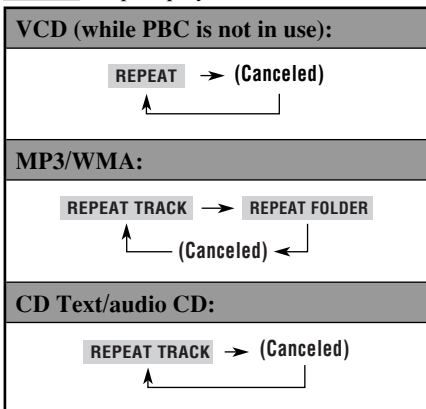 VCD (while PBC is not in use):
REPEAT (Canceled)
MP3/WMA:
REPEAT TRACK REPEAT FOLDER
(Canceled)
CD Text/audio CD:
REPEAT TRACK (Canceled)